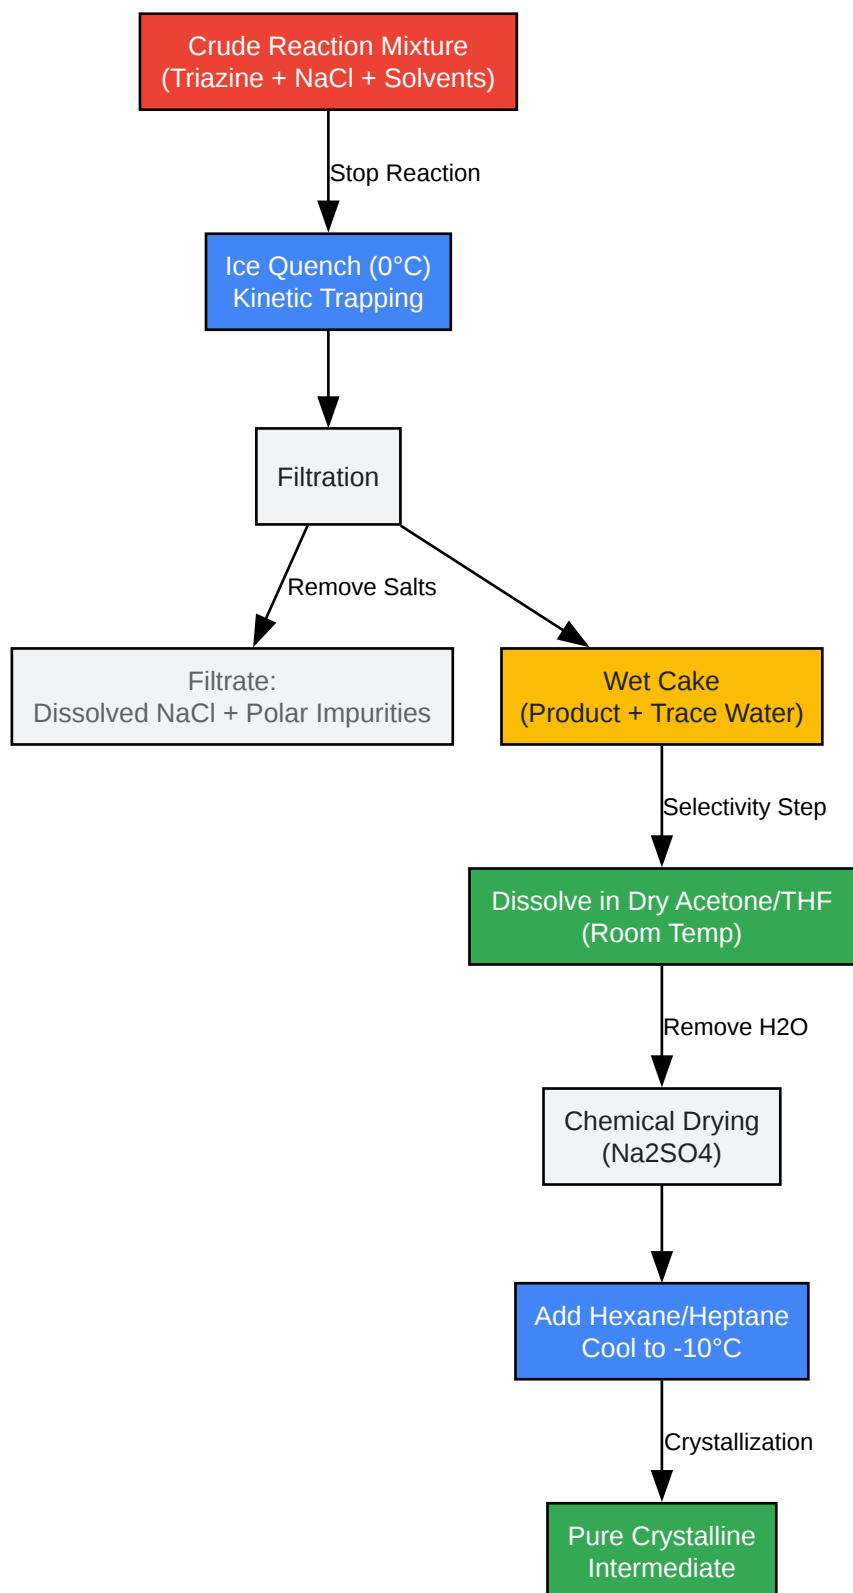 Crude Reaction Mixture
(Triazine + NaCl + Solvents)
Stop Reaction
Ice Quench (0°C)
Kinetic Trapping
Filtration
Remove Salts
Filtrate:
Dissolved NaCl + Polar Impurities
Wet Cake
(Product + Trace Water)
Selectivity Step
Dissolve in Dry Acetone/THF
(Room Temp)
Remove H2O
Chemical Drying
(Na2SO4)
Add Hexane/Heptane
Cool to -10°C
Crystallization
Pure Crystalline
Intermediate